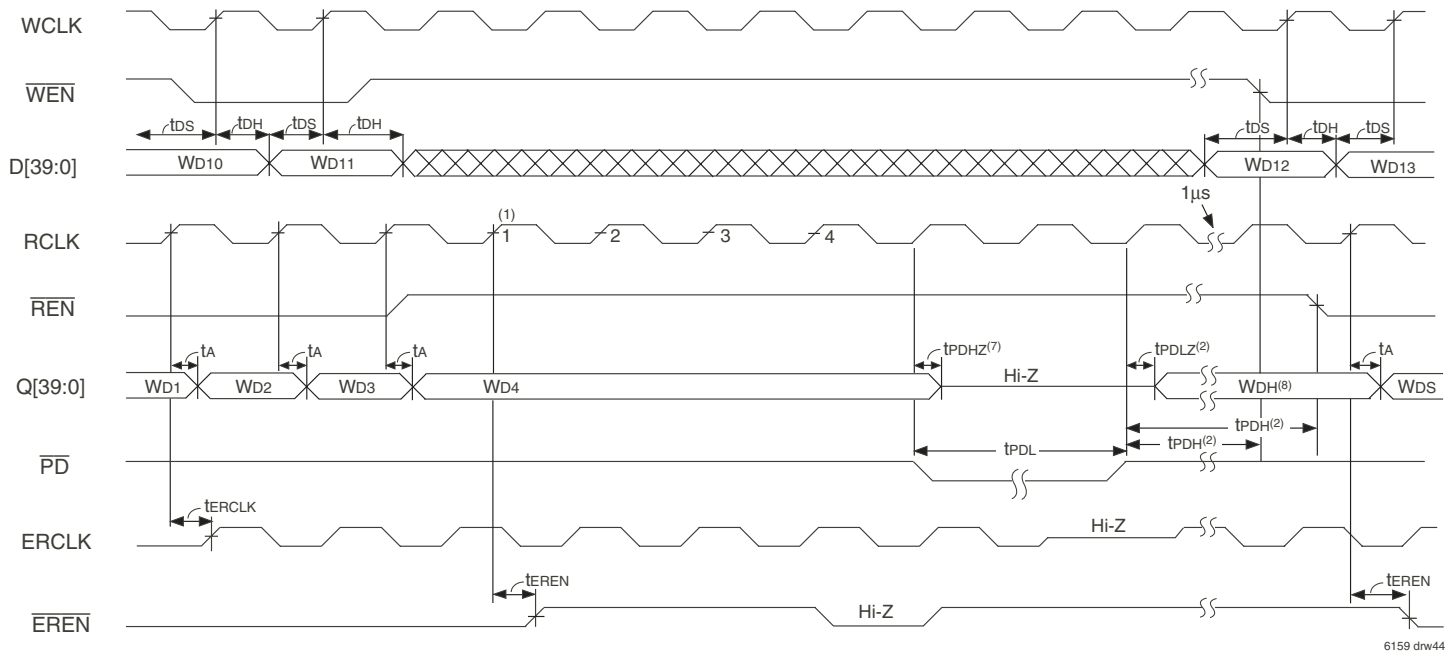 WCLK
WEN
tDS tDH tDS tDH tDS tDH tDS
D[39:0] WD10 WD11 WD12 WD13
1µs
(1)
RCLK 1 2 3 4
REN
tA tA tA tPDHZ(7) tPDLZ(2) tA
Q[39:0] WD1 WD2 WD3 WD4 Hi-Z WDH(8) WDS
tPDH(2)
tPDL tPDH(2)
PD
tERCLK
ERCLK Hi-Z
tEREN tEREN
EREN Hi-Z
6159 drw44